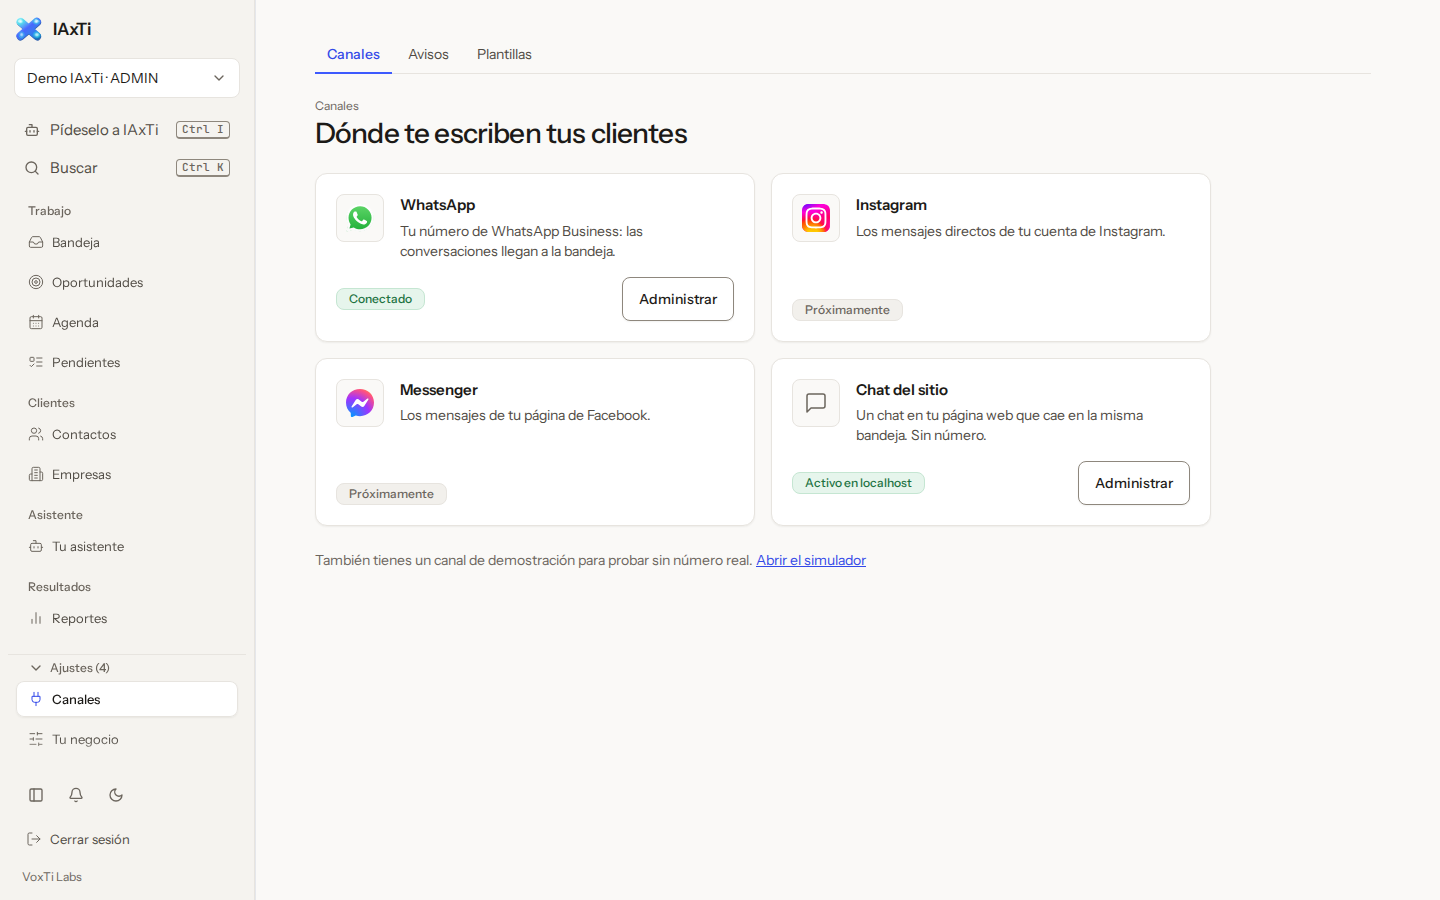 IAxTi
Demo IAxTi · ADMIN
Pídeselo a IAxTi
Ctrl I
Buscar
Ctrl K
Trabajo
Bandeja
Oportunidades
Agenda
Pendientes
Clientes
Contactos
Empresas
Asistente
Tu asistente
Resultados
Reportes
Ajustes (4)
Canales
Tu negocio
Cerrar sesión
VoxTi Labs
Canales
Avisos
Plantillas
Canales
Dónde te escriben tus clientes
WhatsApp
Tu número de WhatsApp Business: las
conversaciones llegan a la bandeja.
Conectado
Administrar
Instagram
Los mensajes directos de tu cuenta de Instagram.
Próximamente
Messenger
Los mensajes de tu página de Facebook.
Próximamente
Chat del sitio
Un chat en tu página web que cae en la misma
bandeja. Sin número.
Activo en localhost
Administrar
También tienes un canal de demostración para probar sin número real. Abrir el simulador